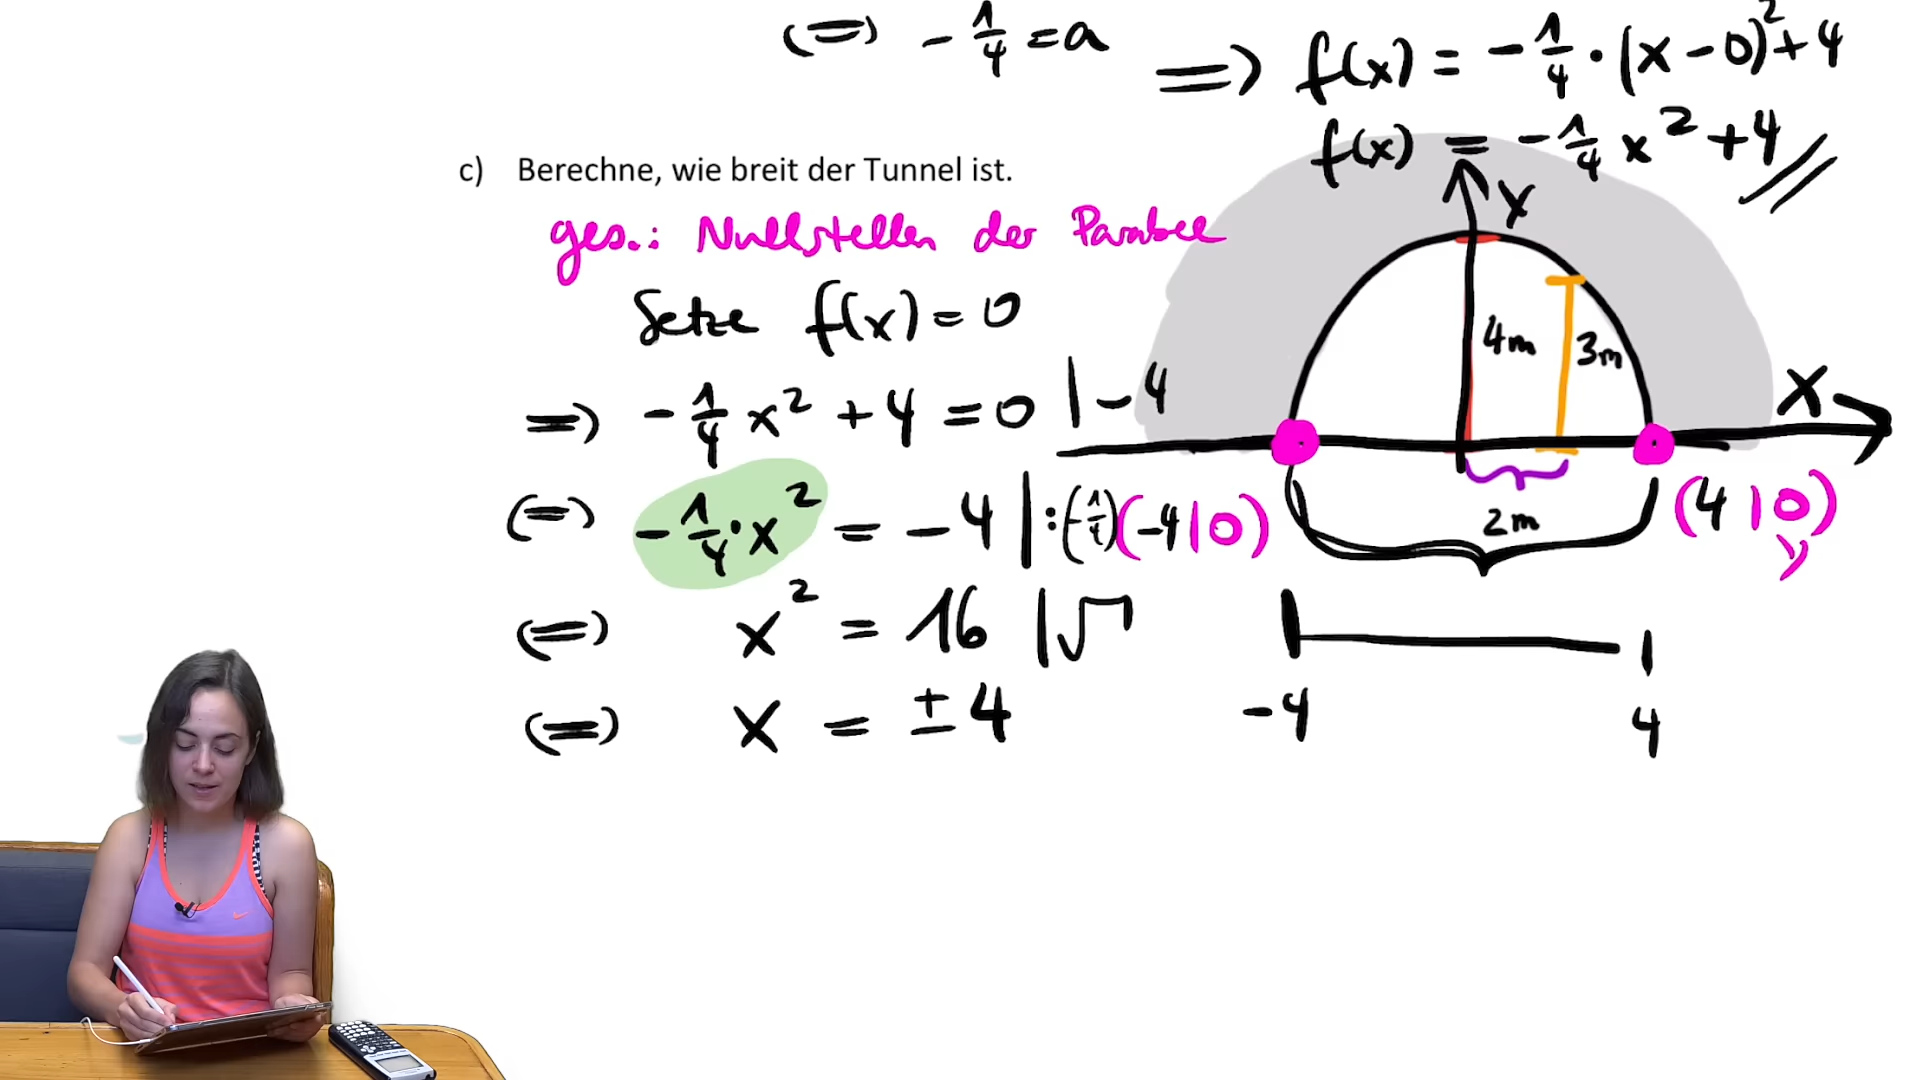 (=) -1/4 = a
=> f(x) = -1/4 · (x-0)² + 4
f(x) = -1/4 x² + 4
c) Berechne, wie breit der Tunnel ist.
ges.: Nullstellen der Parabel
Setze f(x) = 0
=> -1/4 x² + 4 = 0 | -4
(=) -1/4 · x² = -4 | : (-1/4)
(=) x² = 16 | √
(=) x = ±4
y
4m
3m
x
(-4|0)
2m
(4|0)
y
-4
4